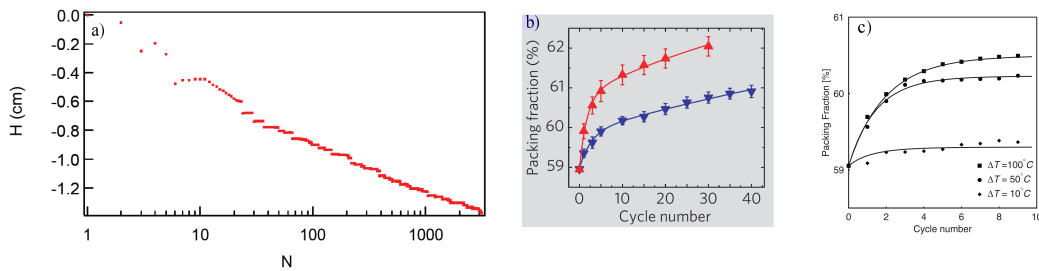 a)
H (cm)
0.0
-0.2
-0.4
-0.6
-0.8
-1.0
-1.2
1
10
100
1000
N
b)
Packing fraction (%)
62
61
60
59
0
10
20
30
40
Cycle number
c)
Packing Fraction [%]
61
60
59
ΔT=100°C
ΔT=50°C
ΔT=10°C
0
2
4
6
8
10
Cycle number